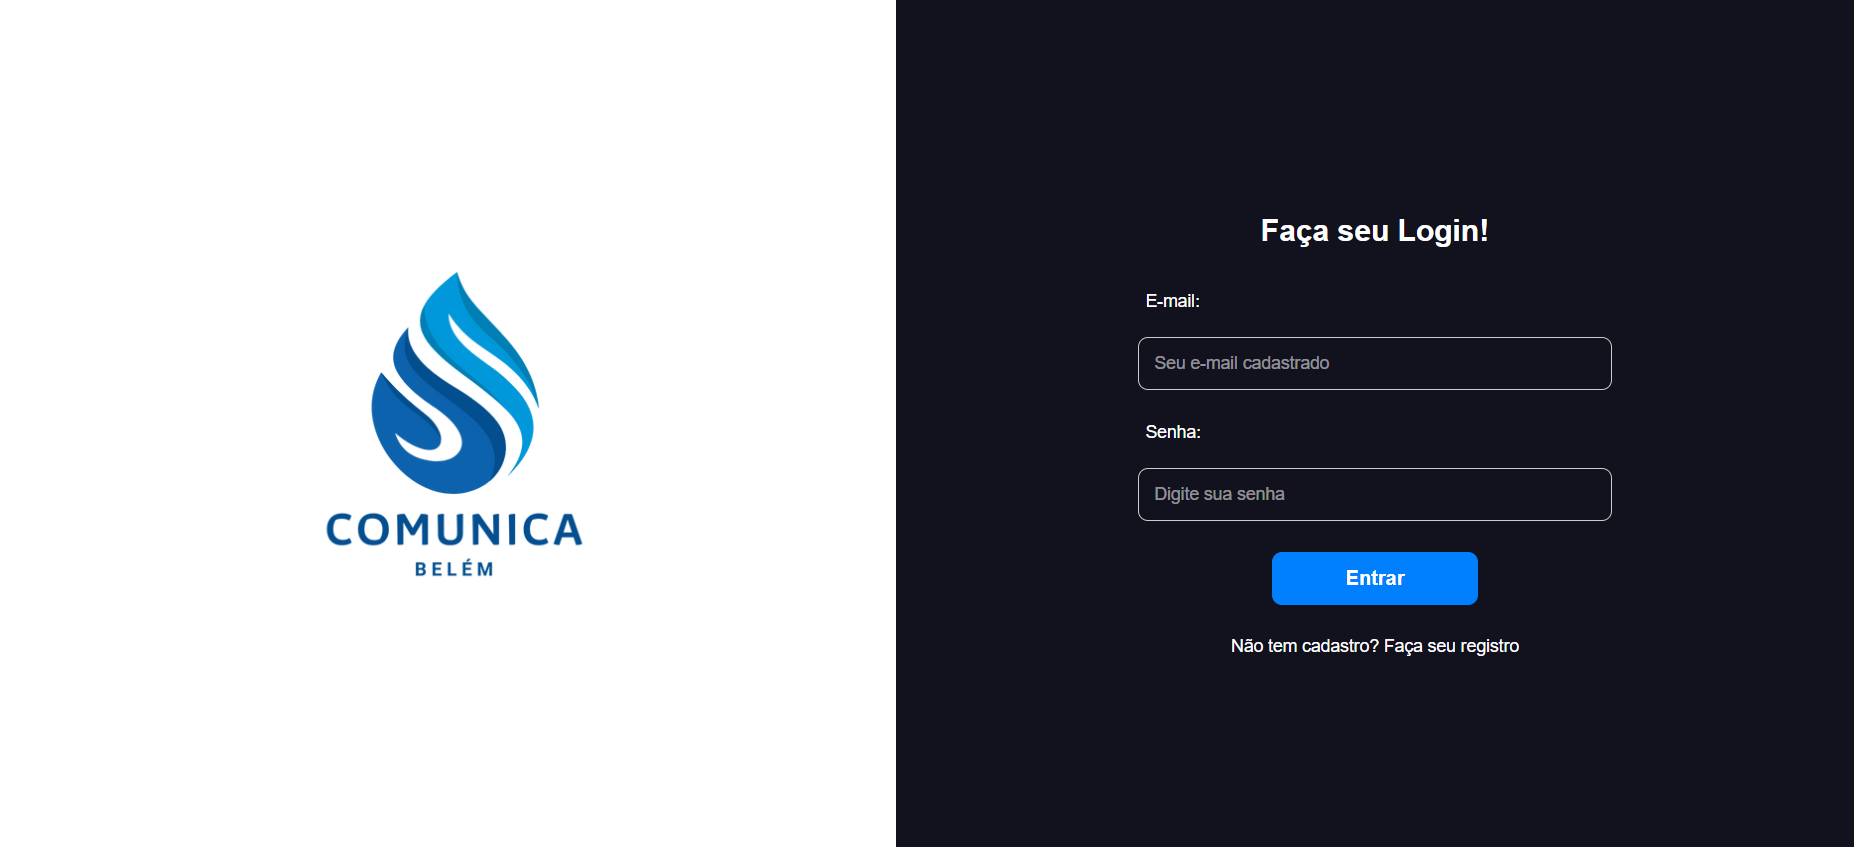 COMUNICA
BELÉM
Faça seu Login!
E-mail:
Seu e-mail cadastrado
Senha:
Digite sua senha
Entrar
Não tem cadastro? Faça seu registro